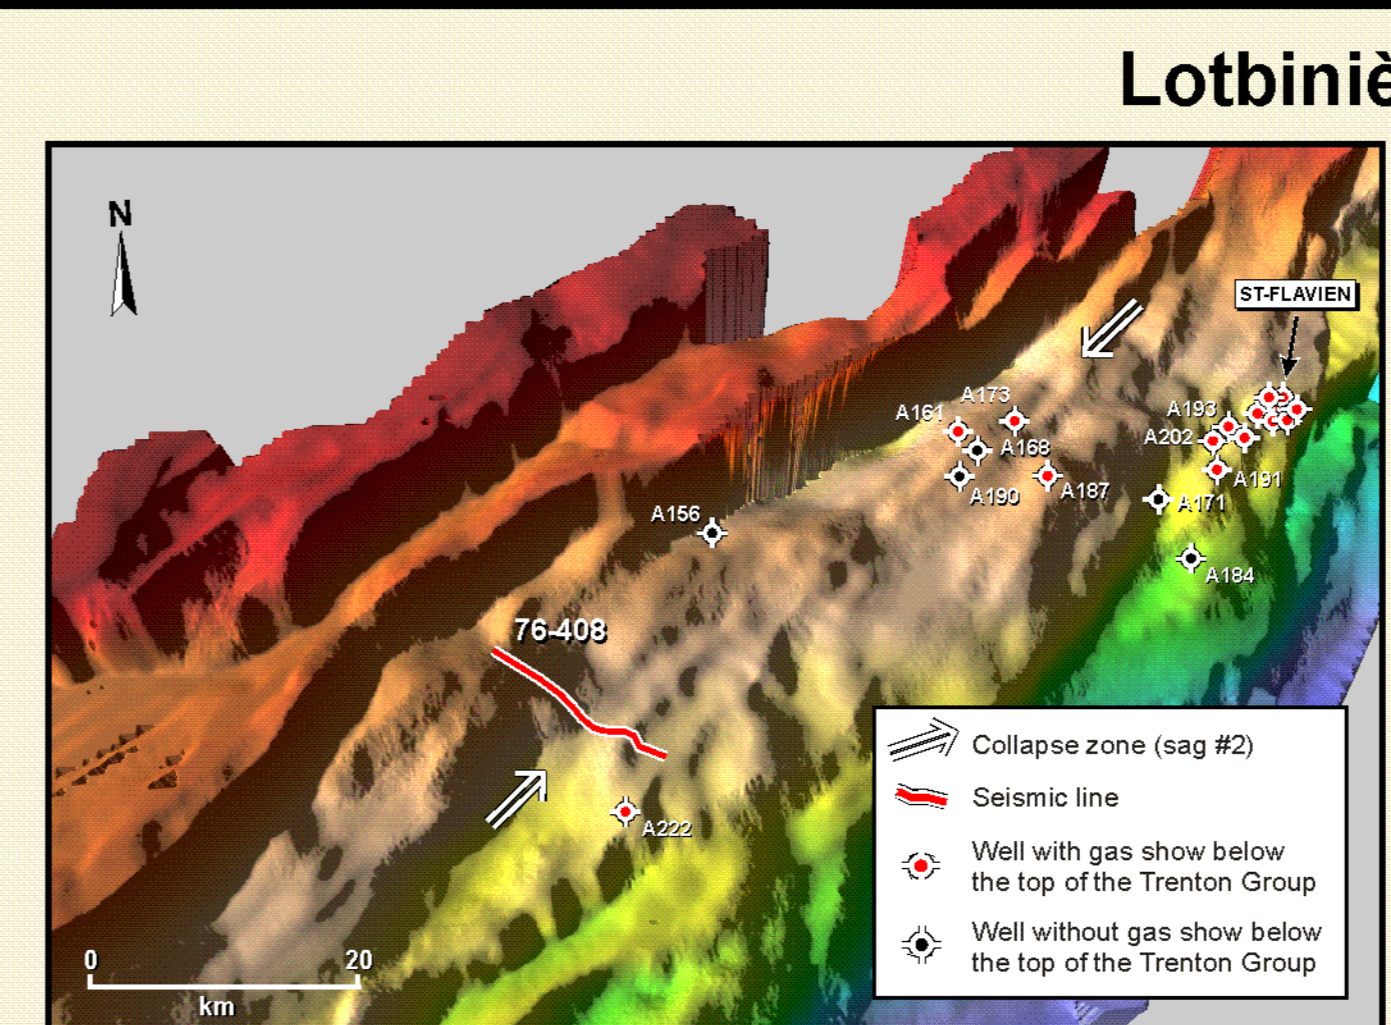 Lotbiniè
N
ST-FLAVIEN
A173
A161
A193
A168
A202
A190
A187
A191
A171
A156
A184
76-408
A222
Collapse zone (sag #2)
Seismic line
Well with gas show below
the top of the Trenton Group
Well without gas show below
the top of the Trenton Group
0 20
km